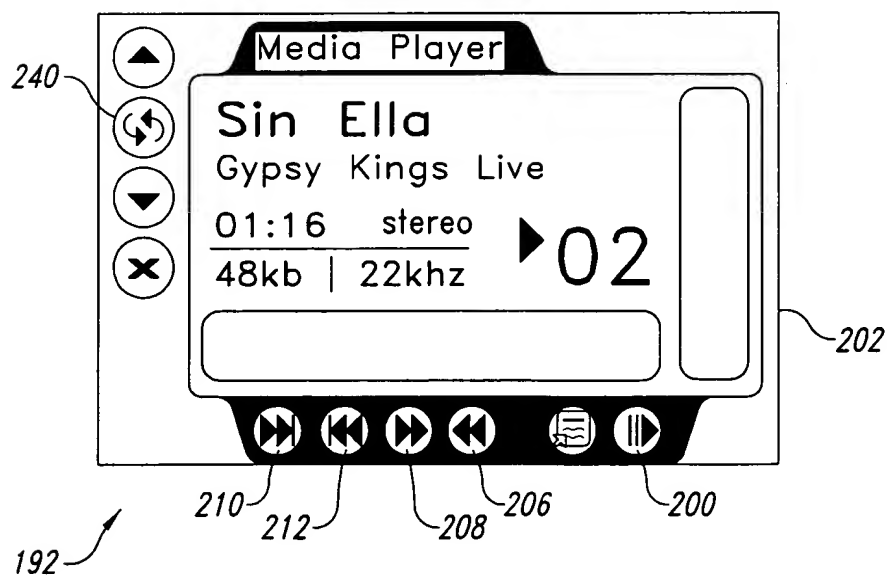 Media Player
240
Sin Ella
Gypsy Kings Live
01:16 stereo
02
48kb | 22khz
202
210
212
208
206
200
192